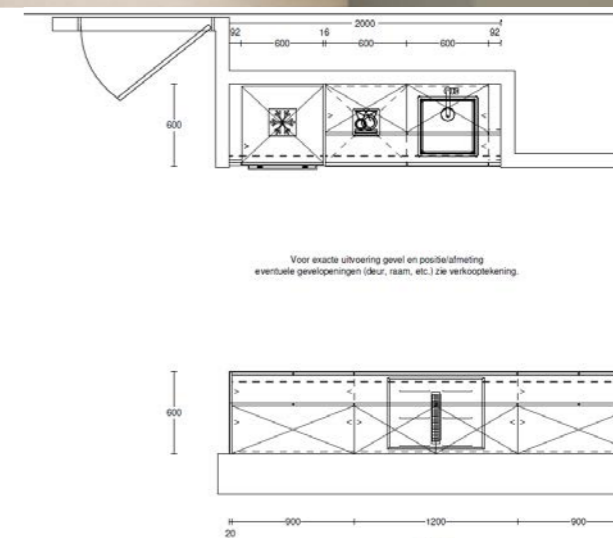 2000
92 16 92
600 600 600
600
Voor exacte uitvoering gevel en positie/afmeting
eventuele gevelopeningen (deur, raam, etc.) zie verkooptekening.
600
900 1200 900
20